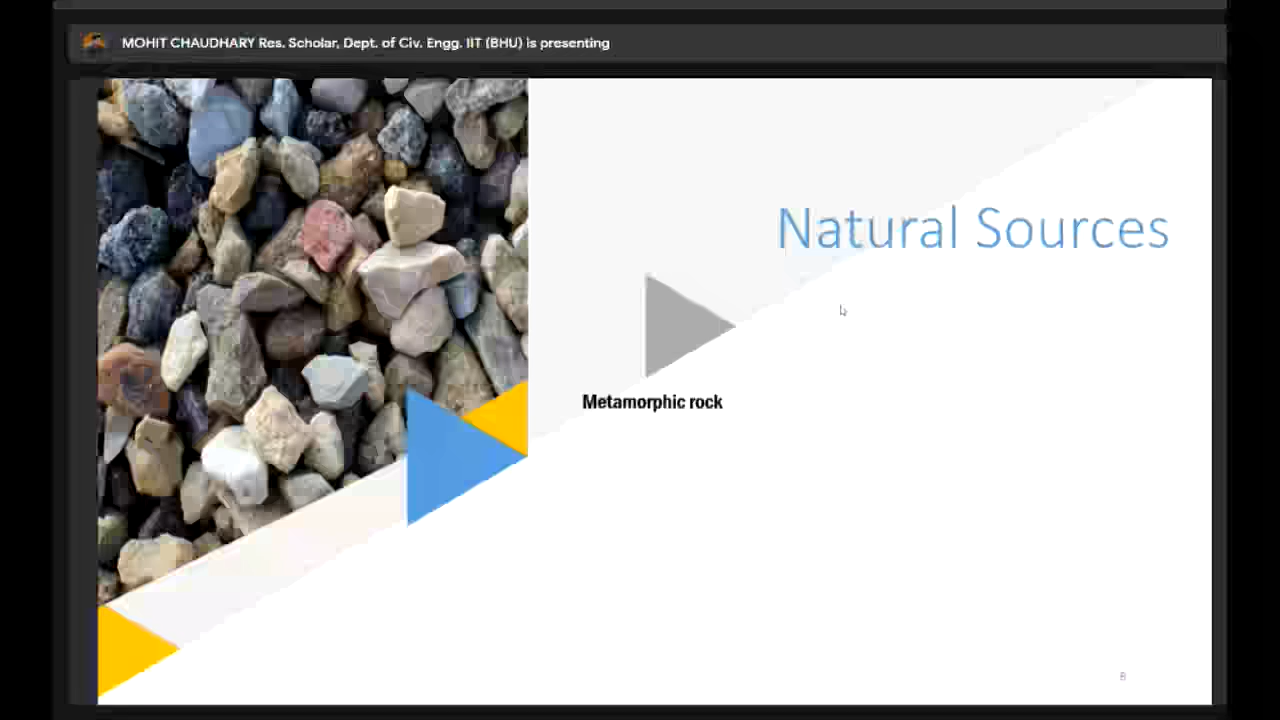 MOHIT CHAUDHARY Res. Scholar, Dept. of Civ. Engg. IIT (BHU) is presenting
Natural Sources
Metamorphic rock